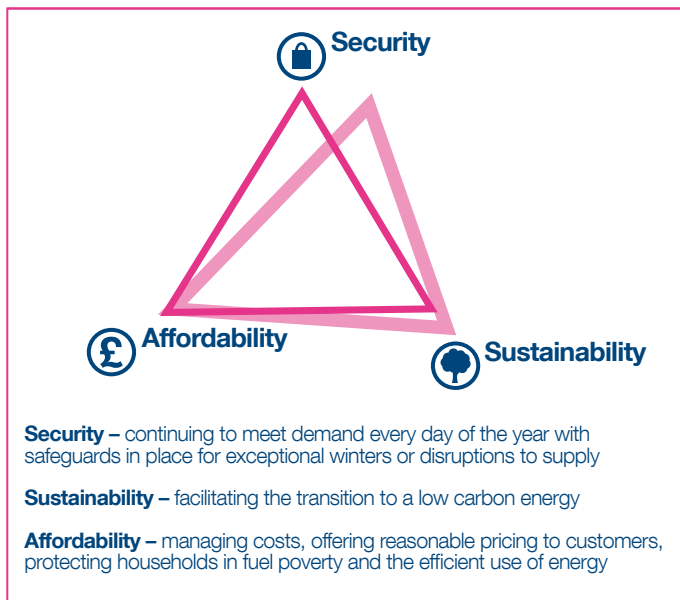 Security
£
Affordability
Sustainability
Security – continuing to meet demand every day of the year with
safeguards in place for exceptional winters or disruptions to supply
Sustainability – facilitating the transition to a low carbon energy
Affordability – managing costs, offering reasonable pricing to customers,
protecting households in fuel poverty and the efficient use of energy